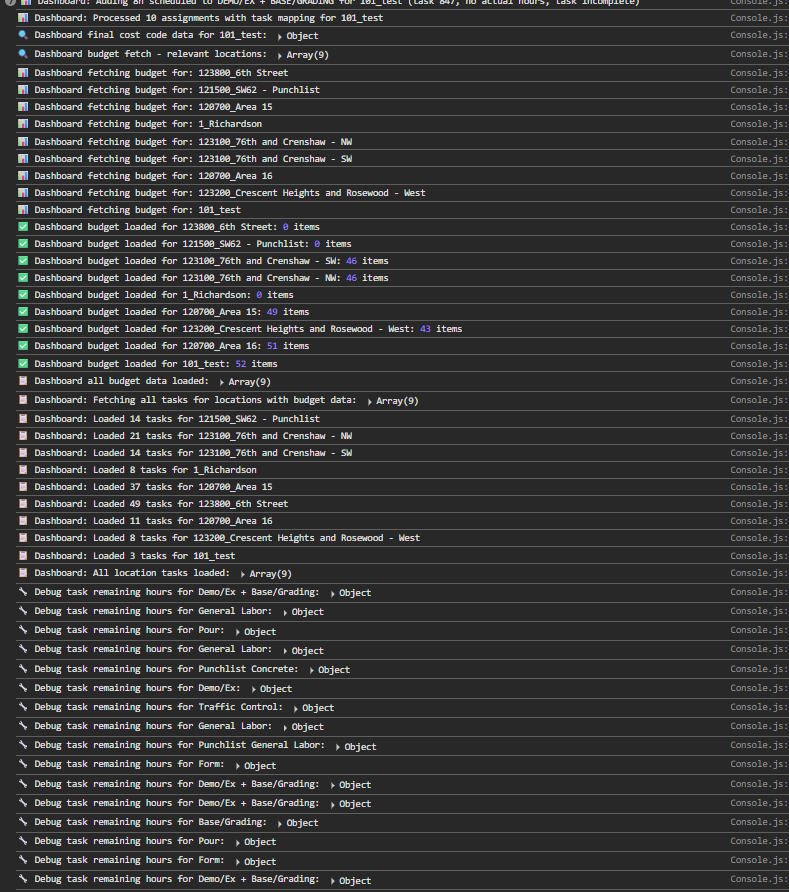 Dashboard: Adding 8h scheduled to DEMO/EX + BASE/GRADING for 101_test (task 847, no actual hours, task incomplete)
Dashboard: Processed 10 assignments with task mapping for 101_test Console.js:
Dashboard final cost code data for 101_test: ▸ Object Console.js:
Dashboard budget fetch - relevant locations: ▸ Array(9) Console.js:
Dashboard fetching budget for: 123800_6th Street Console.js:
Dashboard fetching budget for: 121500_SW62 - Punchlist Console.js:
Dashboard fetching budget for: 120700_Area 15 Console.js:
Dashboard fetching budget for: 1_Richardson Console.js:
Dashboard fetching budget for: 123100_76th and Crenshaw - NW Console.js:
Dashboard fetching budget for: 123100_76th and Crenshaw - SW Console.js:
Dashboard fetching budget for: 120700_Area 16 Console.js:
Dashboard fetching budget for: 123200_Crescent Heights and Rosewood - West Console.js:
Dashboard fetching budget for: 101_test Console.js:
Dashboard budget loaded for 123800_6th Street: 0 items Console.js:
Dashboard budget loaded for 121500_SW62 - Punchlist: 0 items Console.js:
Dashboard budget loaded for 123100_76th and Crenshaw - SW: 46 items Console.js:
Dashboard budget loaded for 123100_76th and Crenshaw - NW: 46 items Console.js:
Dashboard budget loaded for 1_Richardson: 0 items Console.js:
Dashboard budget loaded for 120700_Area 15: 49 items Console.js:
Dashboard budget loaded for 123200_Crescent Heights and Rosewood - West: 43 items Console.js:
Dashboard budget loaded for 120700_Area 16: 51 items Console.js:
Dashboard budget loaded for 101_test: 52 items Console.js:
Dashboard all budget data loaded: ▸ Array(9) Console.js:
Dashboard: Fetching all tasks for locations with budget data: ▸ Array(9) Console.js:
Dashboard: Loaded 14 tasks for 121500_SW62 - Punchlist Console.js:
Dashboard: Loaded 21 tasks for 123100_76th and Crenshaw - NW Console.js:
Dashboard: Loaded 14 tasks for 123100_76th and Crenshaw - SW Console.js:
Dashboard: Loaded 8 tasks for 1_Richardson Console.js:
Dashboard: Loaded 37 tasks for 120700_Area 15 Console.js:
Dashboard: Loaded 49 tasks for 123800_6th Street Console.js:
Dashboard: Loaded 11 tasks for 120700_Area 16 Console.js:
Dashboard: Loaded 8 tasks for 123200_Crescent Heights and Rosewood - West Console.js:
Dashboard: Loaded 3 tasks for 101_test Console.js:
Dashboard: All location tasks loaded: ▸ Array(9) Console.js:
Debug task remaining hours for Demo/Ex + Base/Grading: ▸ Object Console.js:
Debug task remaining hours for General Labor: ▸ Object Console.js:
Debug task remaining hours for Pour: ▸ Object Console.js:
Debug task remaining hours for General Labor: ▸ Object Console.js:
Debug task remaining hours for Punchlist Concrete: ▸ Object Console.js:
Debug task remaining hours for Demo/Ex: ▸ Object Console.js:
Debug task remaining hours for Traffic Control: ▸ Object Console.js:
Debug task remaining hours for General Labor: ▸ Object Console.js:
Debug task remaining hours for Punchlist General Labor: ▸ Object Console.js:
Debug task remaining hours for Form: ▸ Object Console.js:
Debug task remaining hours for Demo/Ex + Base/Grading: ▸ Object Console.js:
Debug task remaining hours for Demo/Ex + Base/Grading: ▸ Object Console.js:
Debug task remaining hours for Base/Grading: ▸ Object Console.js:
Debug task remaining hours for Pour: ▸ Object Console.js:
Debug task remaining hours for Form: ▸ Object Console.js:
Debug task remaining hours for Demo/Ex + Base/Grading: ▸ Object Console.js: